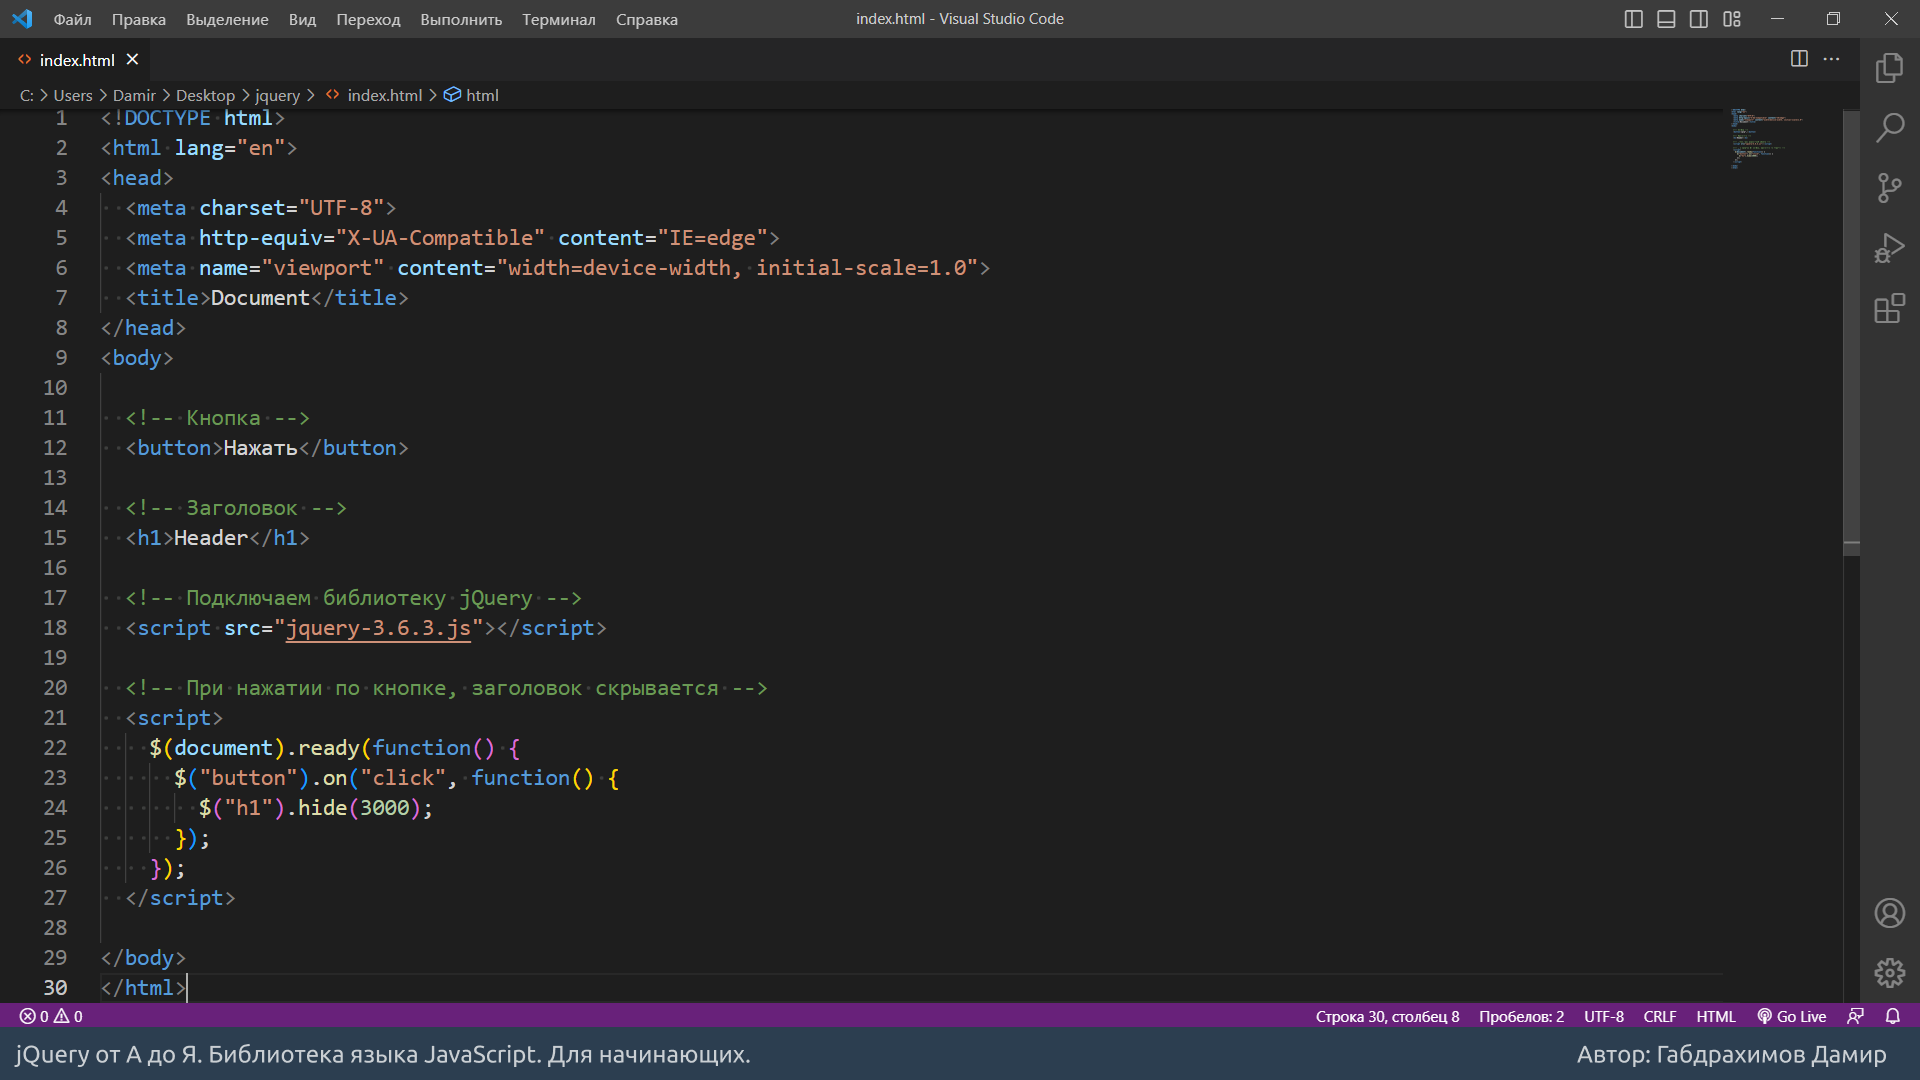 Файл Правка Выделение Вид Переход Выполнить Терминал Справка index.html - Visual Studio Code
index.html
C: > Users > Damir > Desktop > jquery > index.html > html
1 <!DOCTYPE html>
2 <html lang="en">
3 <head>
4 <meta charset="UTF-8">
5 <meta http-equiv="X-UA-Compatible" content="IE=edge">
6 <meta name="viewport" content="width=device-width, initial-scale=1.0">
7 <title>Document</title>
8 </head>
9 <body>
10
11 <!-- Кнопка -->
12 <button>Нажать</button>
13
14 <!-- Заголовок -->
15 <h1>Header</h1>
16
17 <!-- Подключаем библиотеку jQuery -->
18 <script src="jquery-3.6.3.js"></script>
19
20 <!-- При нажатии по кнопке, заголовок скрывается -->
21 <script>
22 $(document).ready(function() {
23 $("button").on("click", function() {
24 $("h1").hide(3000);
25 });
26 });
27 </script>
28
29 </body>
30 </html>
0 0 Строка 30, столбец 8 Пробелов: 2 UTF-8 CRLF HTML Go Live
jQuery от А до Я. Библиотека языка JavaScript. Для начинающих. Автор: Габдрахимов Дамир